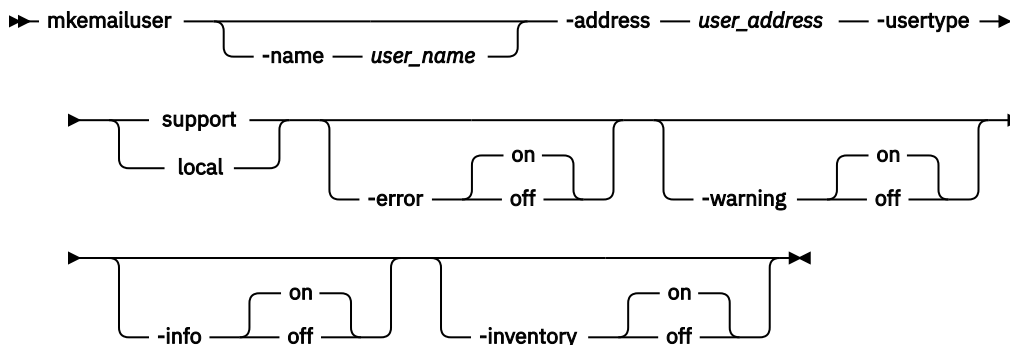 mkemailuser -address user_address -usertype
-name user_name
support
local
on on
-error off -warning off
on on
-info off -inventory off